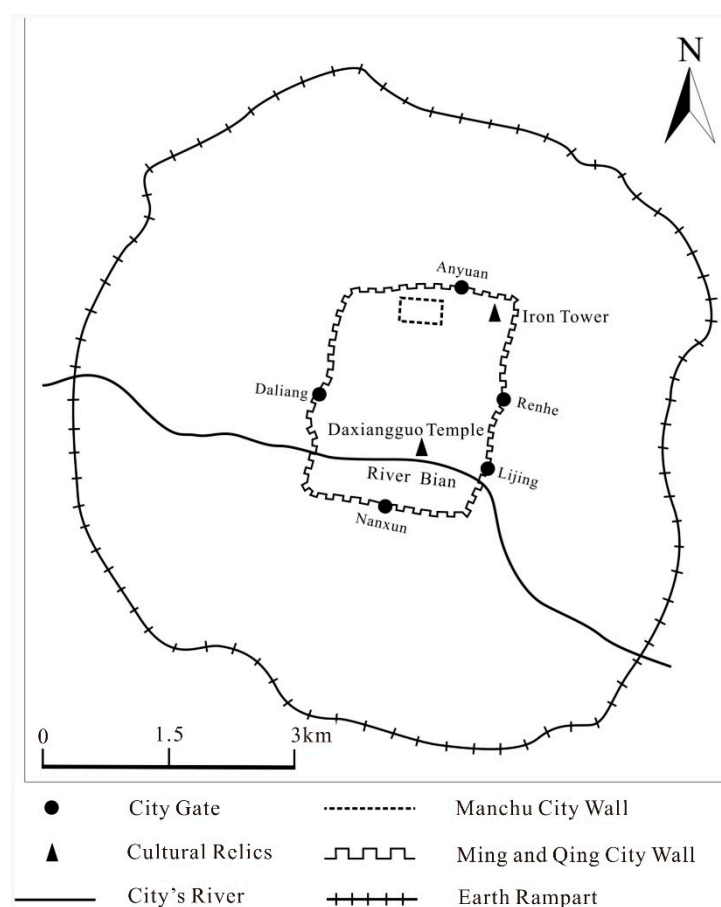 N
Anyuan
Iron Tower
Daliang
Renhe
Daxiangguo Temple
River Bian
Lijing
Nanxun
0 1.5 3km
City Gate Manchu City Wall
Cultural Relics Ming and Qing City Wall
City's River Earth Rampart